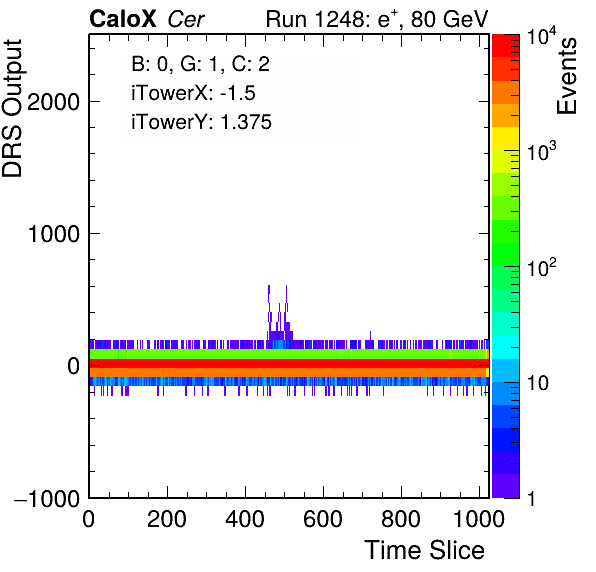 CaloX Cer Run 1248: e⁺, 80 GeV
B: 0, G: 1, C: 2
iTowerX: -1.5
iTowerY: 1.375
DRS Output
2000
1000
0
−1000
0 200 400 600 800 1000
Time Slice
10⁴
10³
10²
10
1
Events